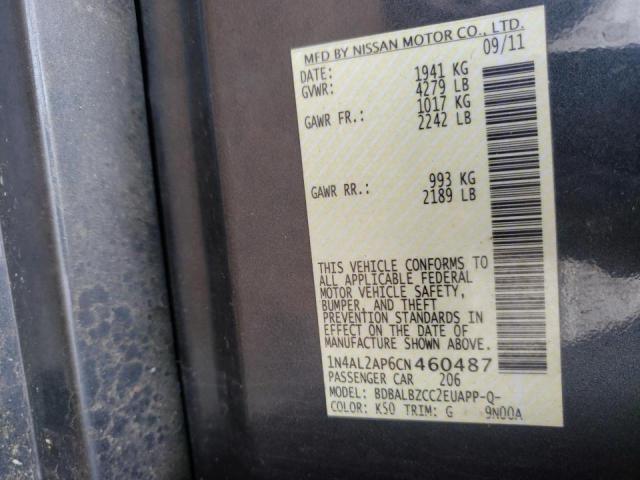 MFD BY NISSAN MOTOR CO., LTD.
DATE: 09/11
GVWR: 1941 KG
4279 LB
GAWR FR.: 1017 KG
2242 LB
GAWR RR.: 993 KG
2189 LB
THIS VEHICLE CONFORMS TO
ALL APPLICABLE FEDERAL
MOTOR VEHICLE SAFETY,
BUMPER, AND THEFT
PREVENTION STANDARDS IN
EFFECT ON THE DATE OF
MANUFACTURE SHOWN ABOVE.
1N4AL2AP6CN460487
PASSENGER CAR 206
MODEL: BDBALBZCC2EUAPP-Q-
COLOR: K50 TRIM: G 9N00A